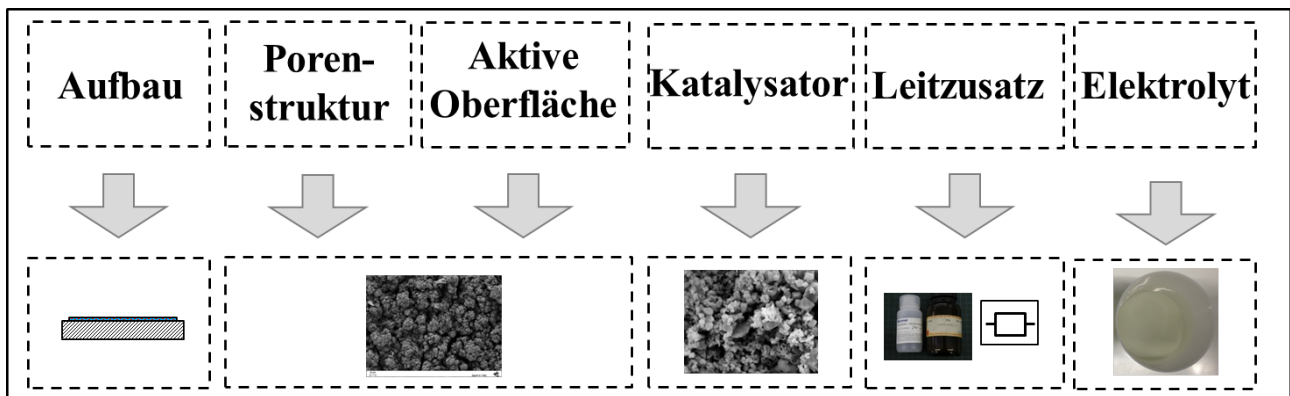 Aufbau
Poren-
struktur
Aktive
Oberfläche
Katalysator
Leitzusatz
Elektrolyt